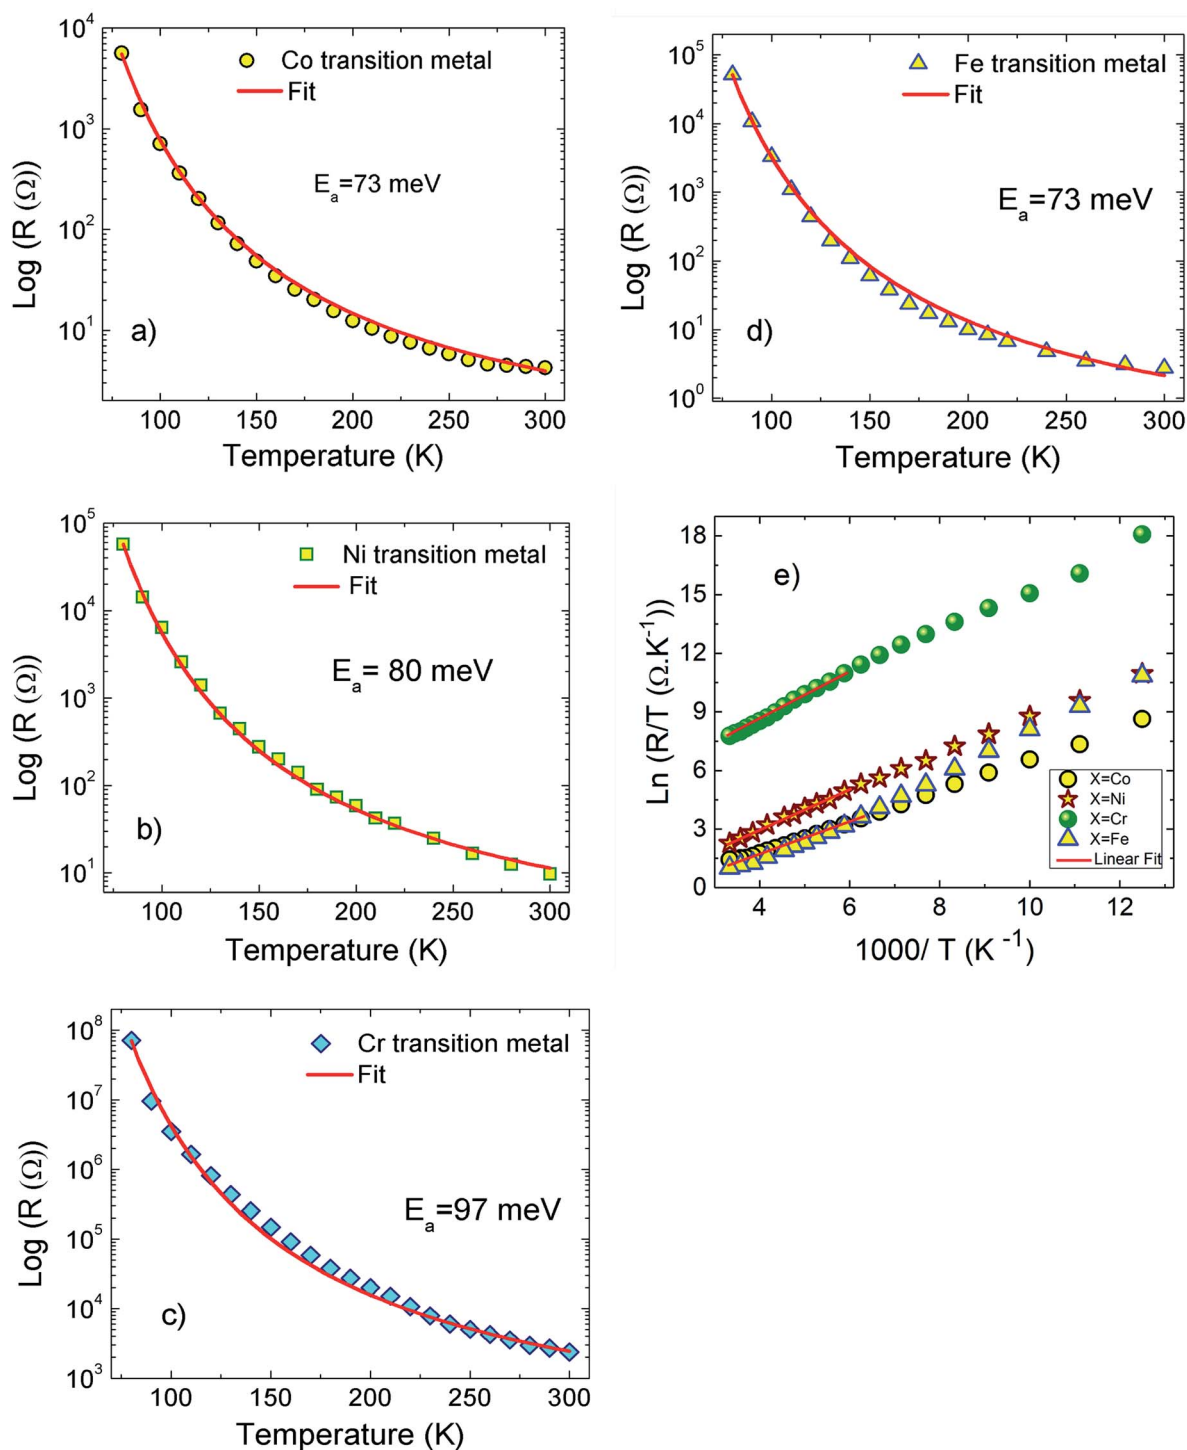 10⁴
10³
10²
10¹
Log (R (Ω))
Co transition metal
Fit
Eₐ=73 meV
a)
100 150 200 250 300
Temperature (K)
10⁵
10⁴
10³
10²
10¹
10⁰
Log (R (Ω))
Fe transition metal
Fit
Eₐ=73 meV
d)
100 150 200 250 300
Temperature (K)
10⁵
10⁴
10³
10²
10¹
Log (R (Ω))
Ni transition metal
Fit
Eₐ= 80 meV
b)
100 150 200 250 300
Temperature (K)
18
15
12
9
6
3
0
Ln (R/T (Ω.K⁻¹))
e)
X=Co
X=Ni
X=Cr
X=Fe
Linear Fit
4 6 8 10 12
1000/ T (K ⁻¹)
10⁸
10⁷
10⁶
10⁵
10⁴
10³
Log (R (Ω))
Cr transition metal
Fit
Eₐ=97 meV
c)
100 150 200 250 300
Temperature (K)